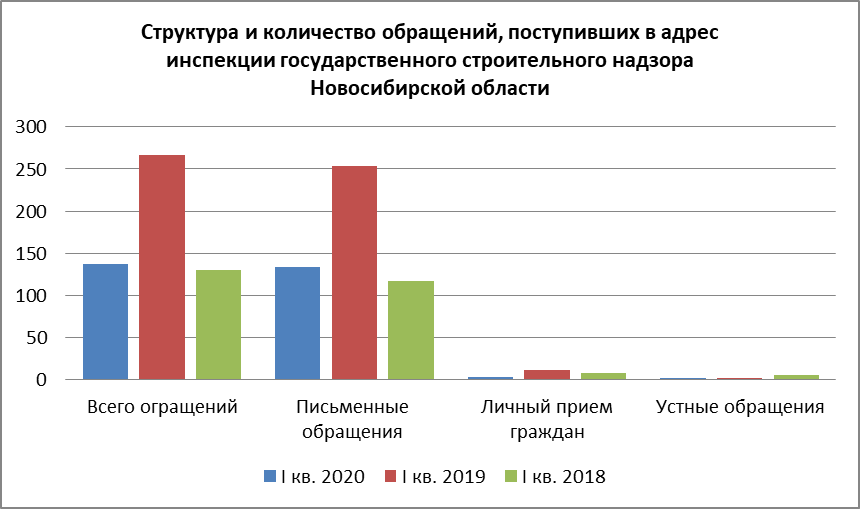 Структура и количество обращений, поступивших в адрес
инспекции государственного строительного надзора
Новосибирской области
300
250
200
150
100
50
0
Всего огращений
Письменные
обращения
Личный прием
граждан
Устные обращения
I кв. 2020
I кв. 2019
I кв. 2018